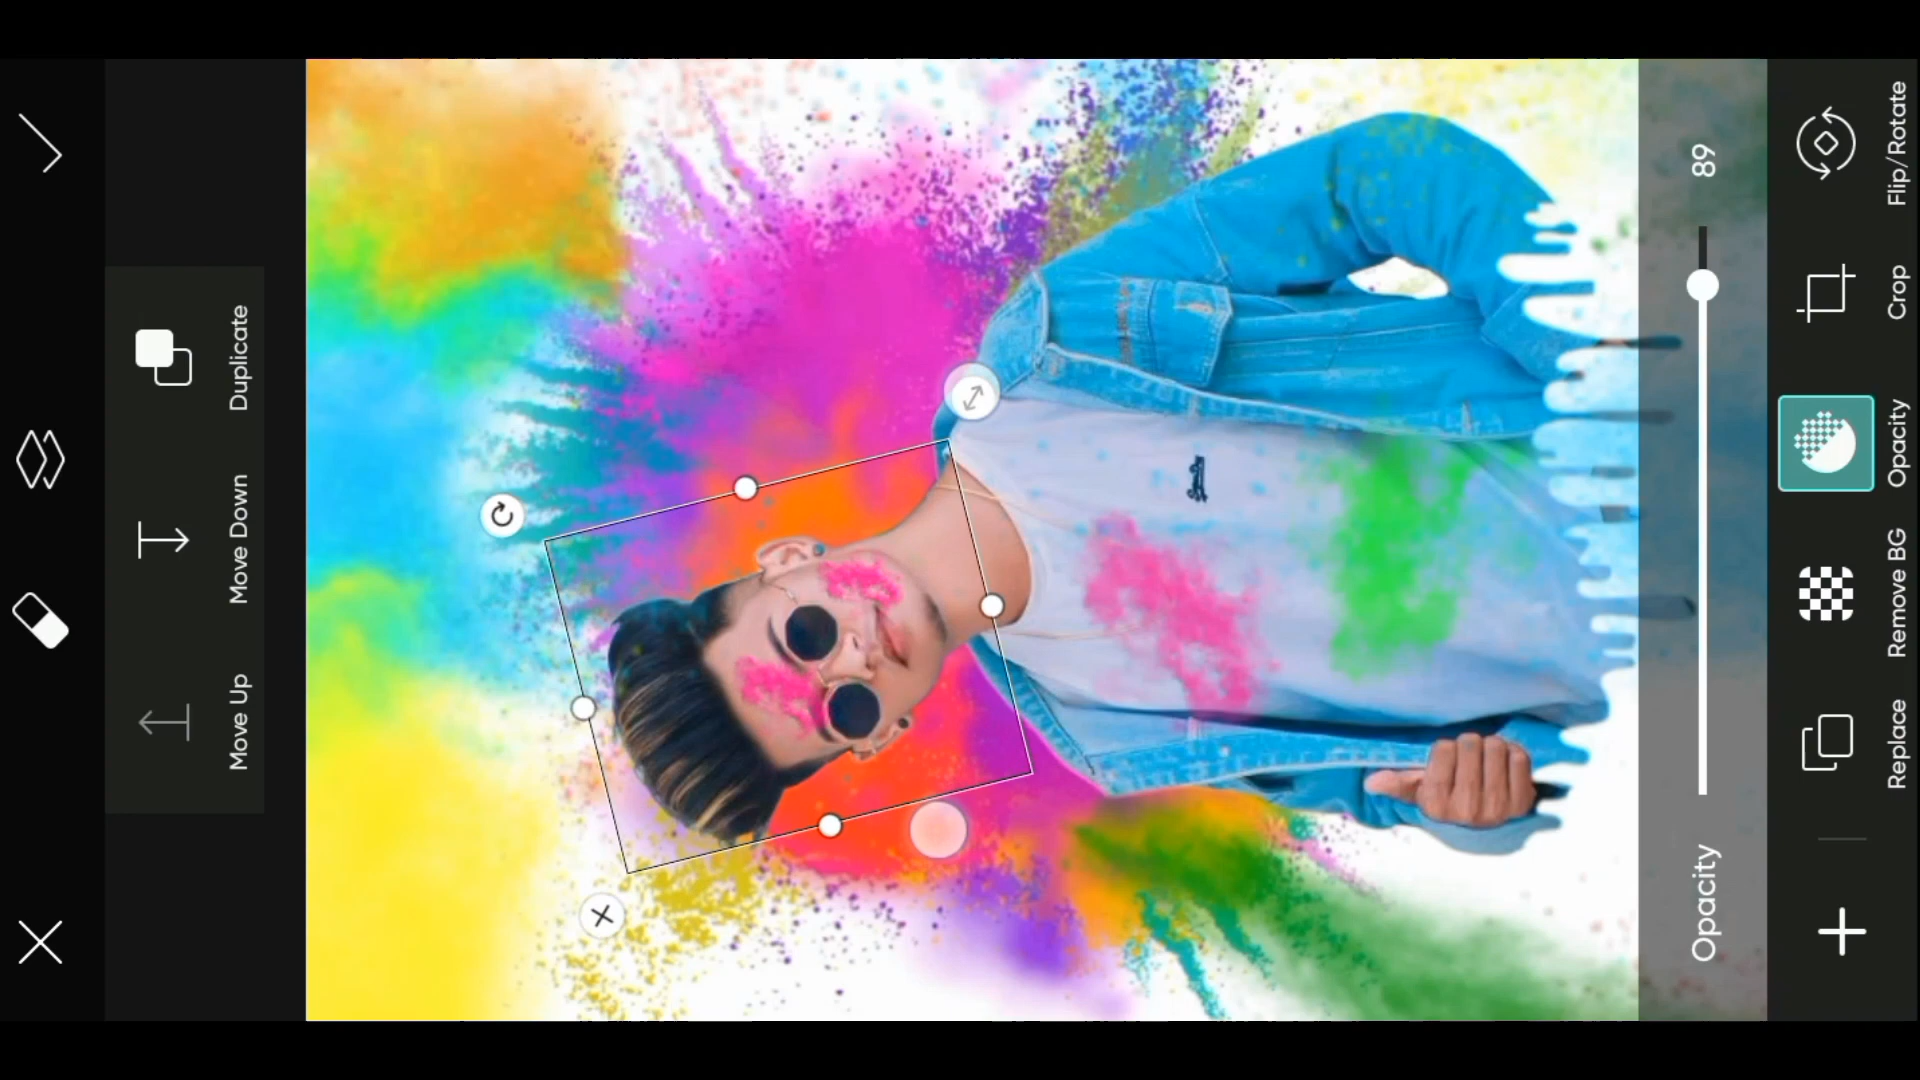 Move Up
Move Down
Duplicate
Opacity
89
Replace
Remove BG
Opacity
Crop
Flip/Rotate